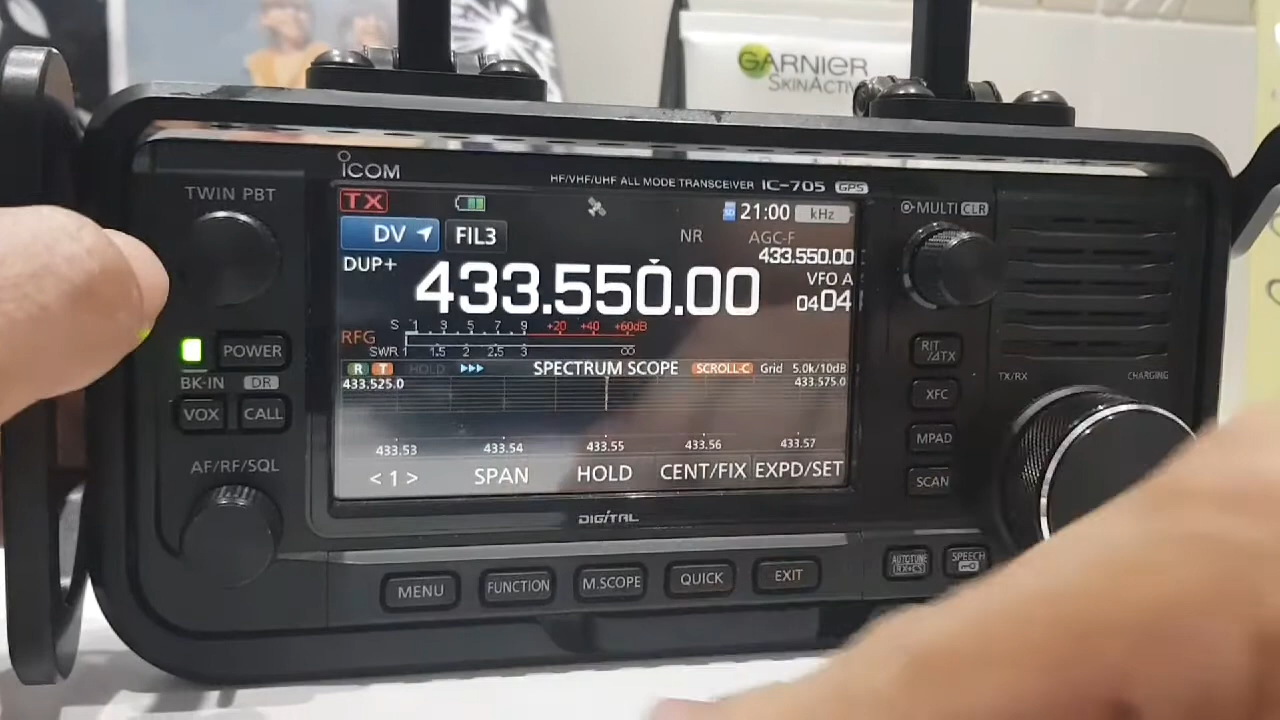 GARNIER
SKINACTIV
ICOM
HF/VHF/UHF ALL MODE TRANSCEIVER IC-705 GPS
TWIN PBT
MULTI CLR
TX
21:00 kHz
DV FIL3
NR AGC-F
433.550.00
DUP+ 433.550.00
VFO A
0404
S 1 3 5 7 9 +20 +40 +60dB
RFG
SWR 1 1.5 2 2.5 3 ∞
POWER
R T HOLD SPECTRUM SCOPE SCROLL-C Grid 5.0k/10dB
433.525.0 433.575.0
BK-IN DR
VOX CALL
433.53 433.54 433.55 433.56 433.57
<1> SPAN HOLD CENT/FIX EXPD/SET
AF/RF/SQL
RIT
/ΔTX
XFC
MPAD
SCAN
TX/RX CHARGING
DIGITAL
MENU FUNCTION M.SCOPE QUICK EXIT
AUTOTUNE
RX→CS
SPEECH